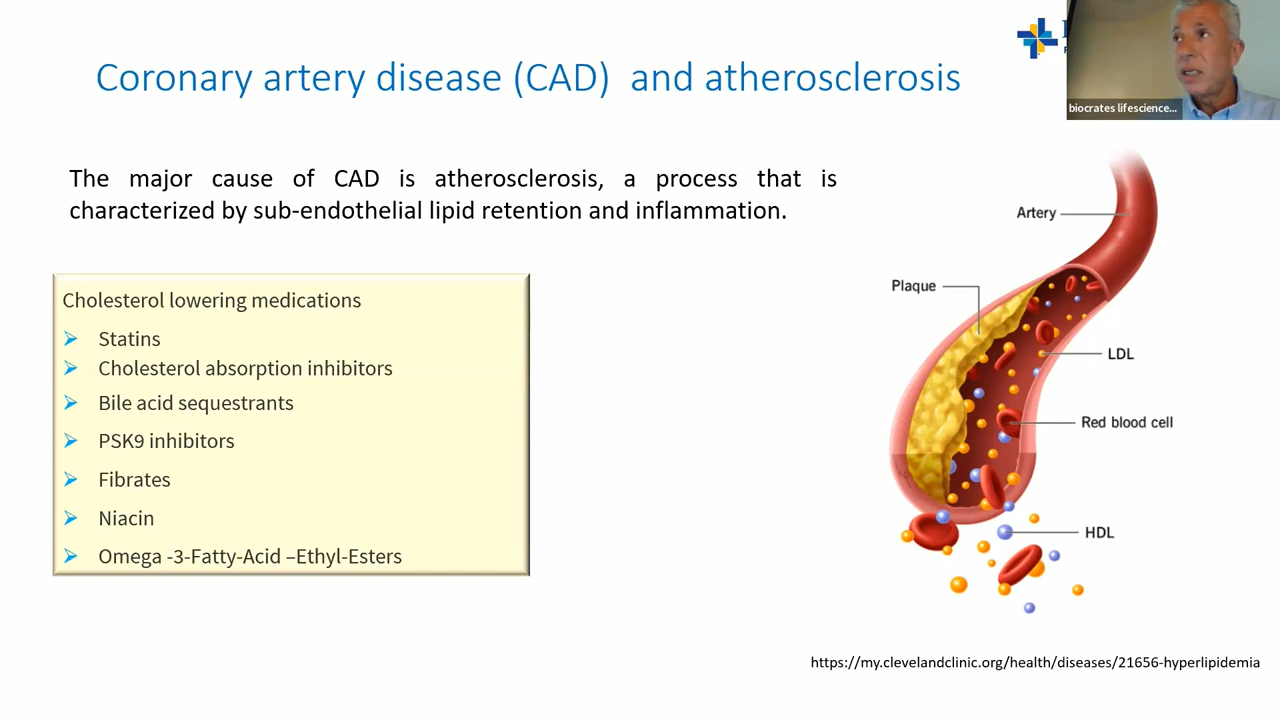 Coronary artery disease (CAD) and atherosclerosis
biocrates lifescience...
The major cause of CAD is atherosclerosis, a process that is
characterized by sub-endothelial lipid retention and inflammation.
Cholesterol lowering medications
Statins
Cholesterol absorption inhibitors
Bile acid sequestrants
PSK9 inhibitors
Fibrates
Niacin
Omega -3-Fatty-Acid –Ethyl-Esters
Artery
Plaque
LDL
Red blood cell
HDL
https://my.clevelandclinic.org/health/diseases/21656-hyperlipidemia